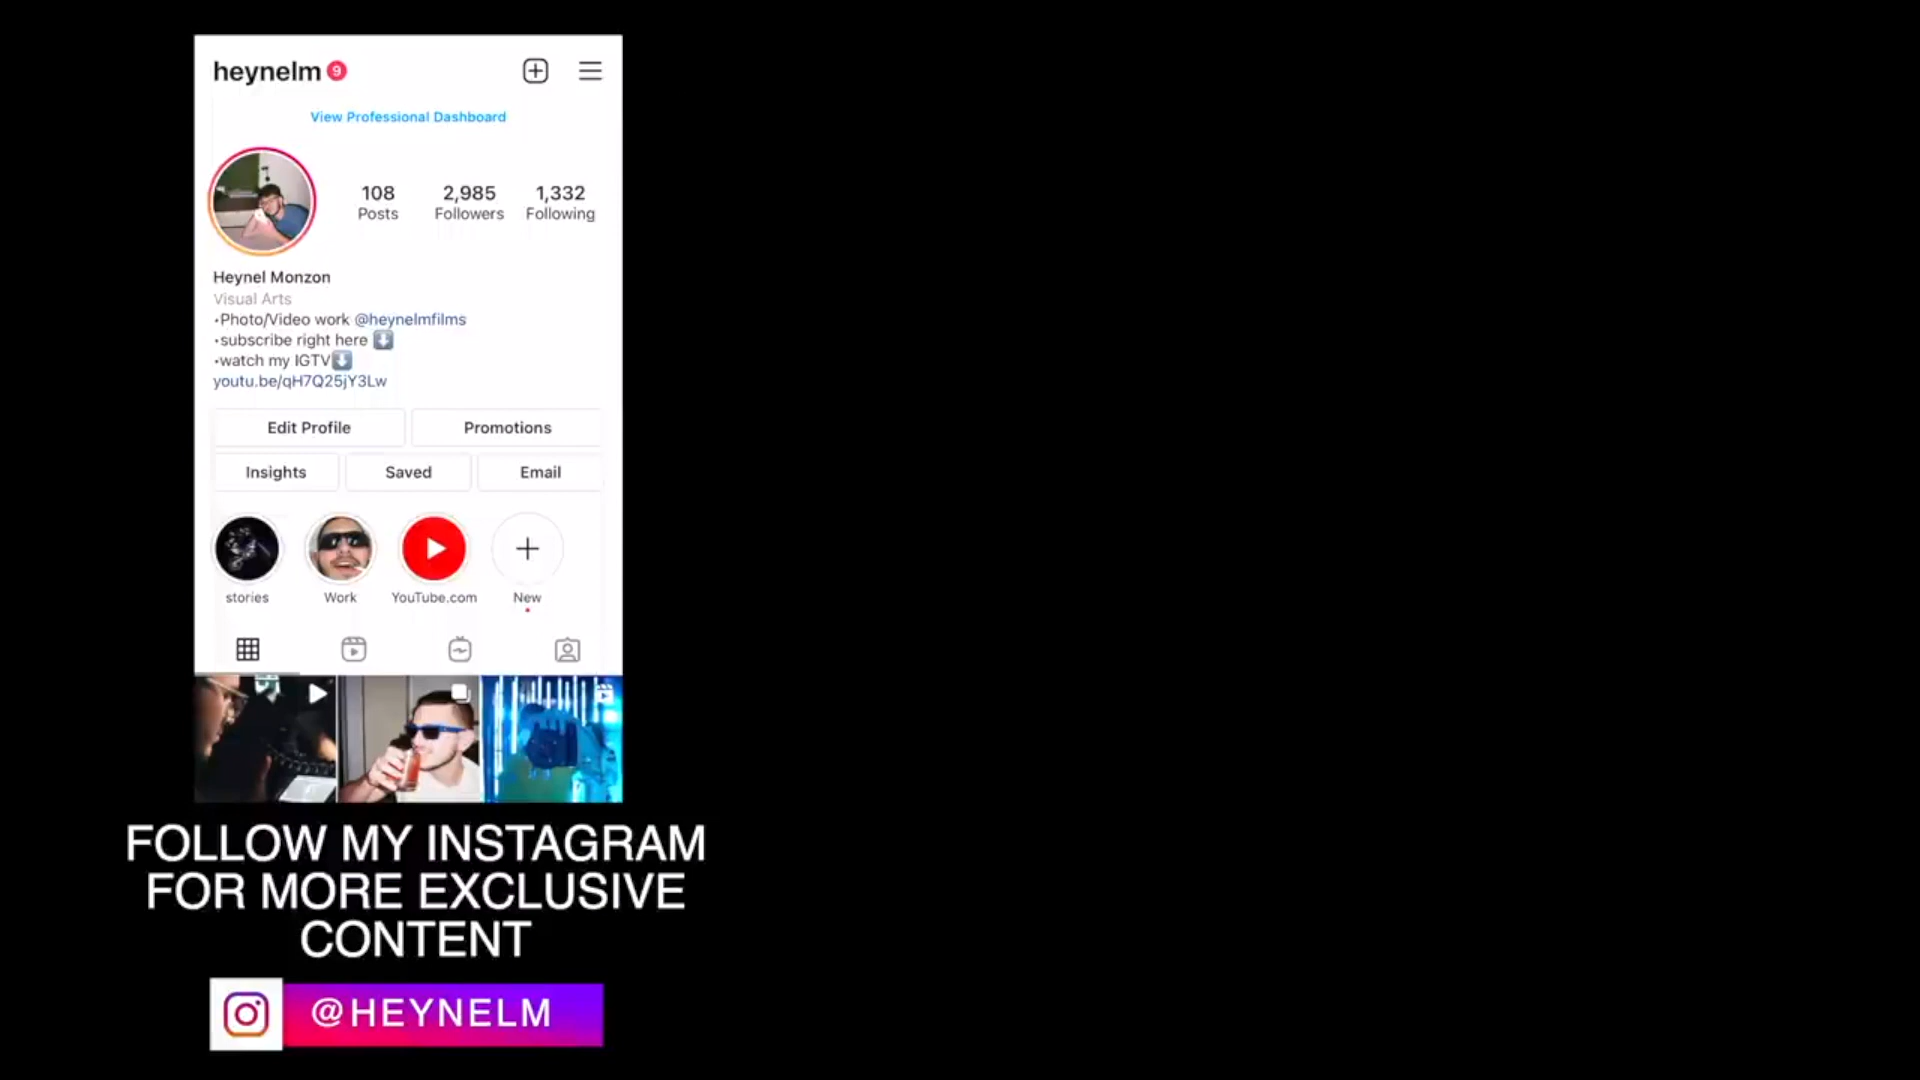 heynelm 9
View Professional Dashboard
108 2,985 1,332
Posts Followers Following
Heynel Monzon
Visual Arts
•Photo/Video work @heynelmfilms
•subscribe right here ⬇️
•watch my IGTV⬇️
youtu.be/qH7Q25jY3Lw
Edit Profile Promotions
Insights Saved Email
stories Work YouTube.com New
FOLLOW MY INSTAGRAM
FOR MORE EXCLUSIVE
CONTENT
@HEYNELM